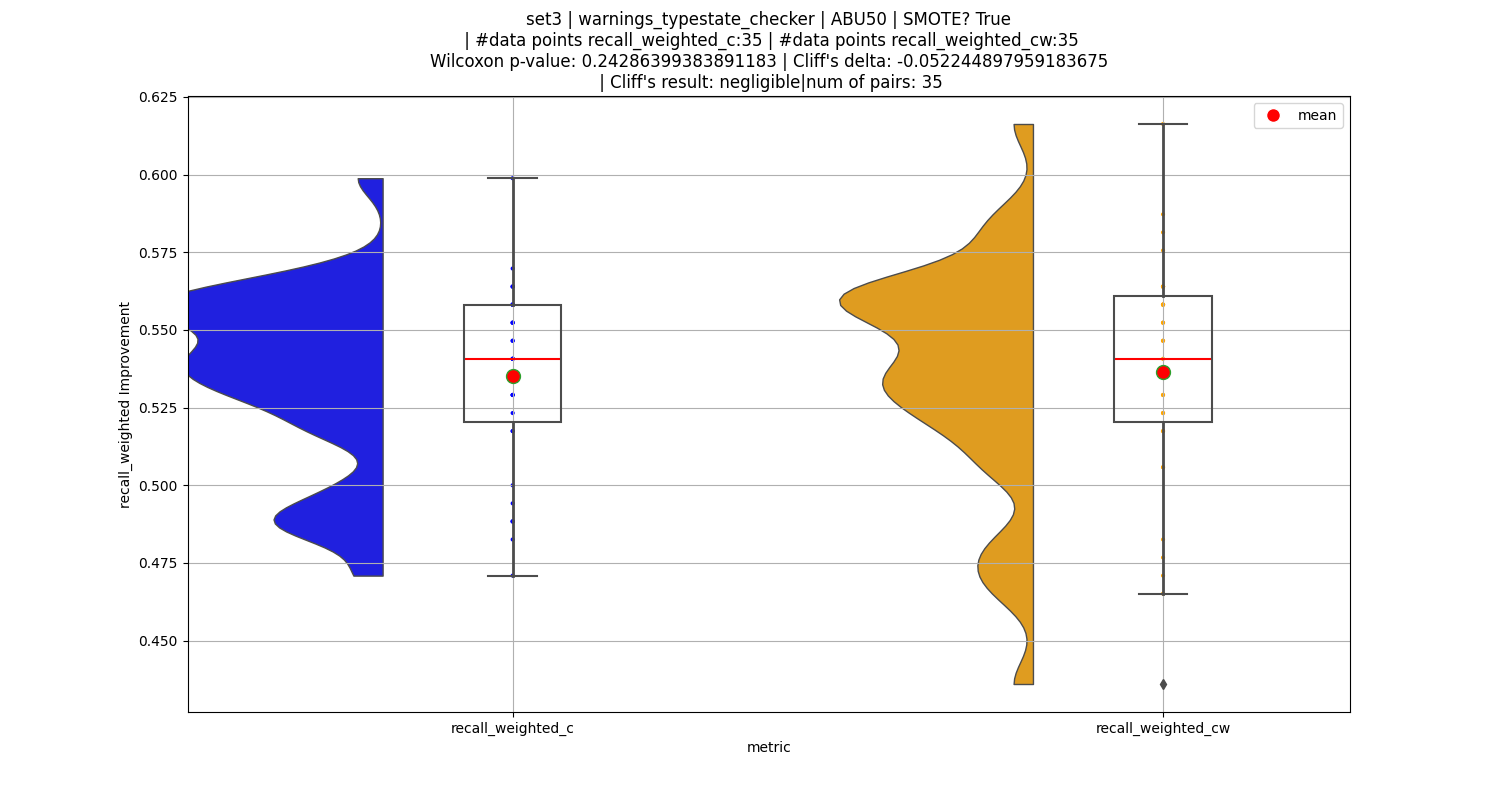 set3 | warnings_typestate_checker | ABU50 | SMOTE? True
| #data points recall_weighted_c:35 | #data points recall_weighted_cw:35
Wilcoxon p-value: 0.24286399383891183 | Cliff's delta: -0.052244897959183675
| Cliff's result: negligible|num of pairs: 35
mean
recall_weighted Improvement
0.625
0.600
0.575
0.550
0.525
0.500
0.475
0.450
recall_weighted_c
recall_weighted_cw
metric